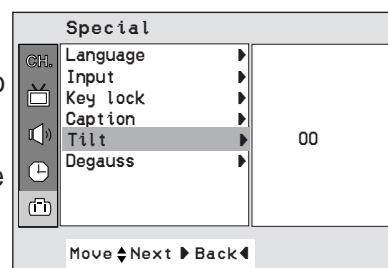 Special
CH.
Language
Input
Key lock
Caption
Tilt 00
Degauss
Move Next Back